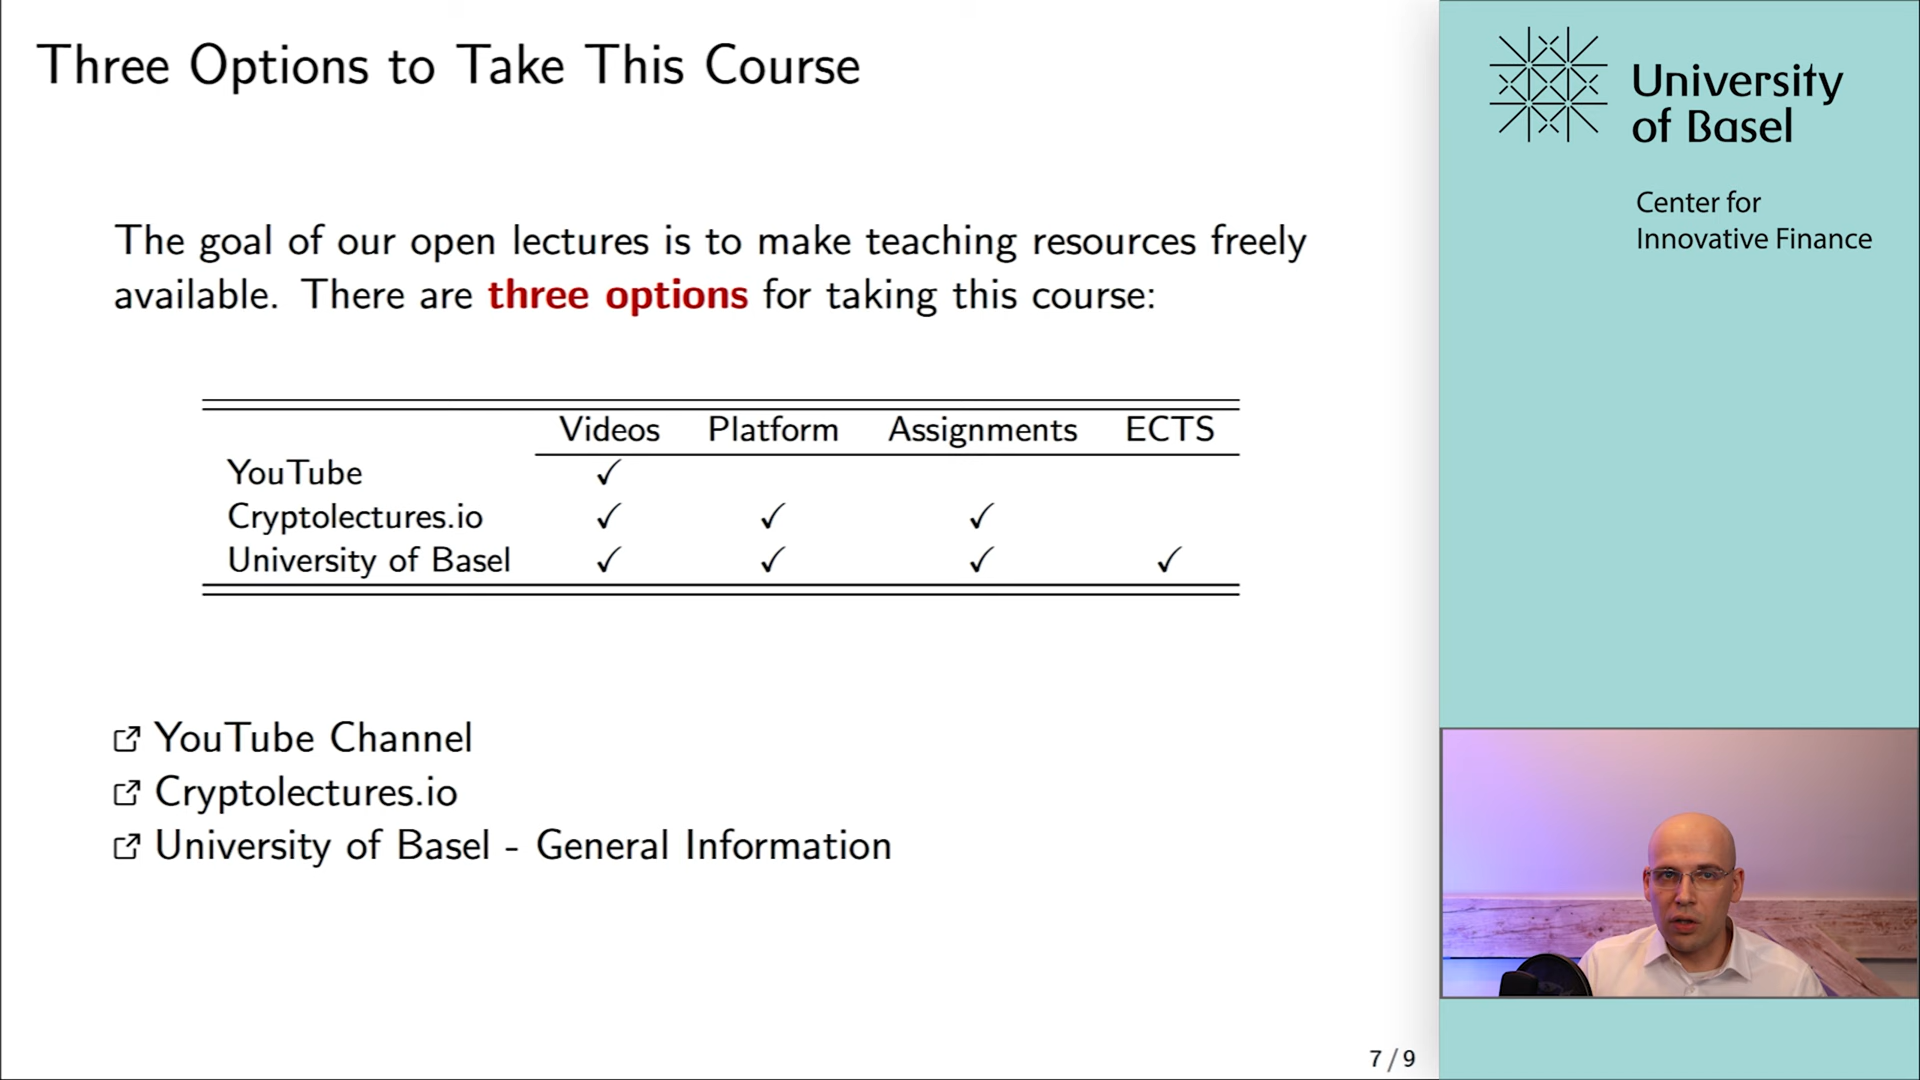 Three Options to Take This Course
The goal of our open lectures is to make teaching resources freely
available. There are three options for taking this course:
Videos Platform Assignments ECTS
YouTube ✓
Cryptolectures.io ✓ ✓ ✓
University of Basel ✓ ✓ ✓ ✓
YouTube Channel
Cryptolectures.io
University of Basel - General Information
7 / 9
University
of Basel
Center for
Innovative Finance